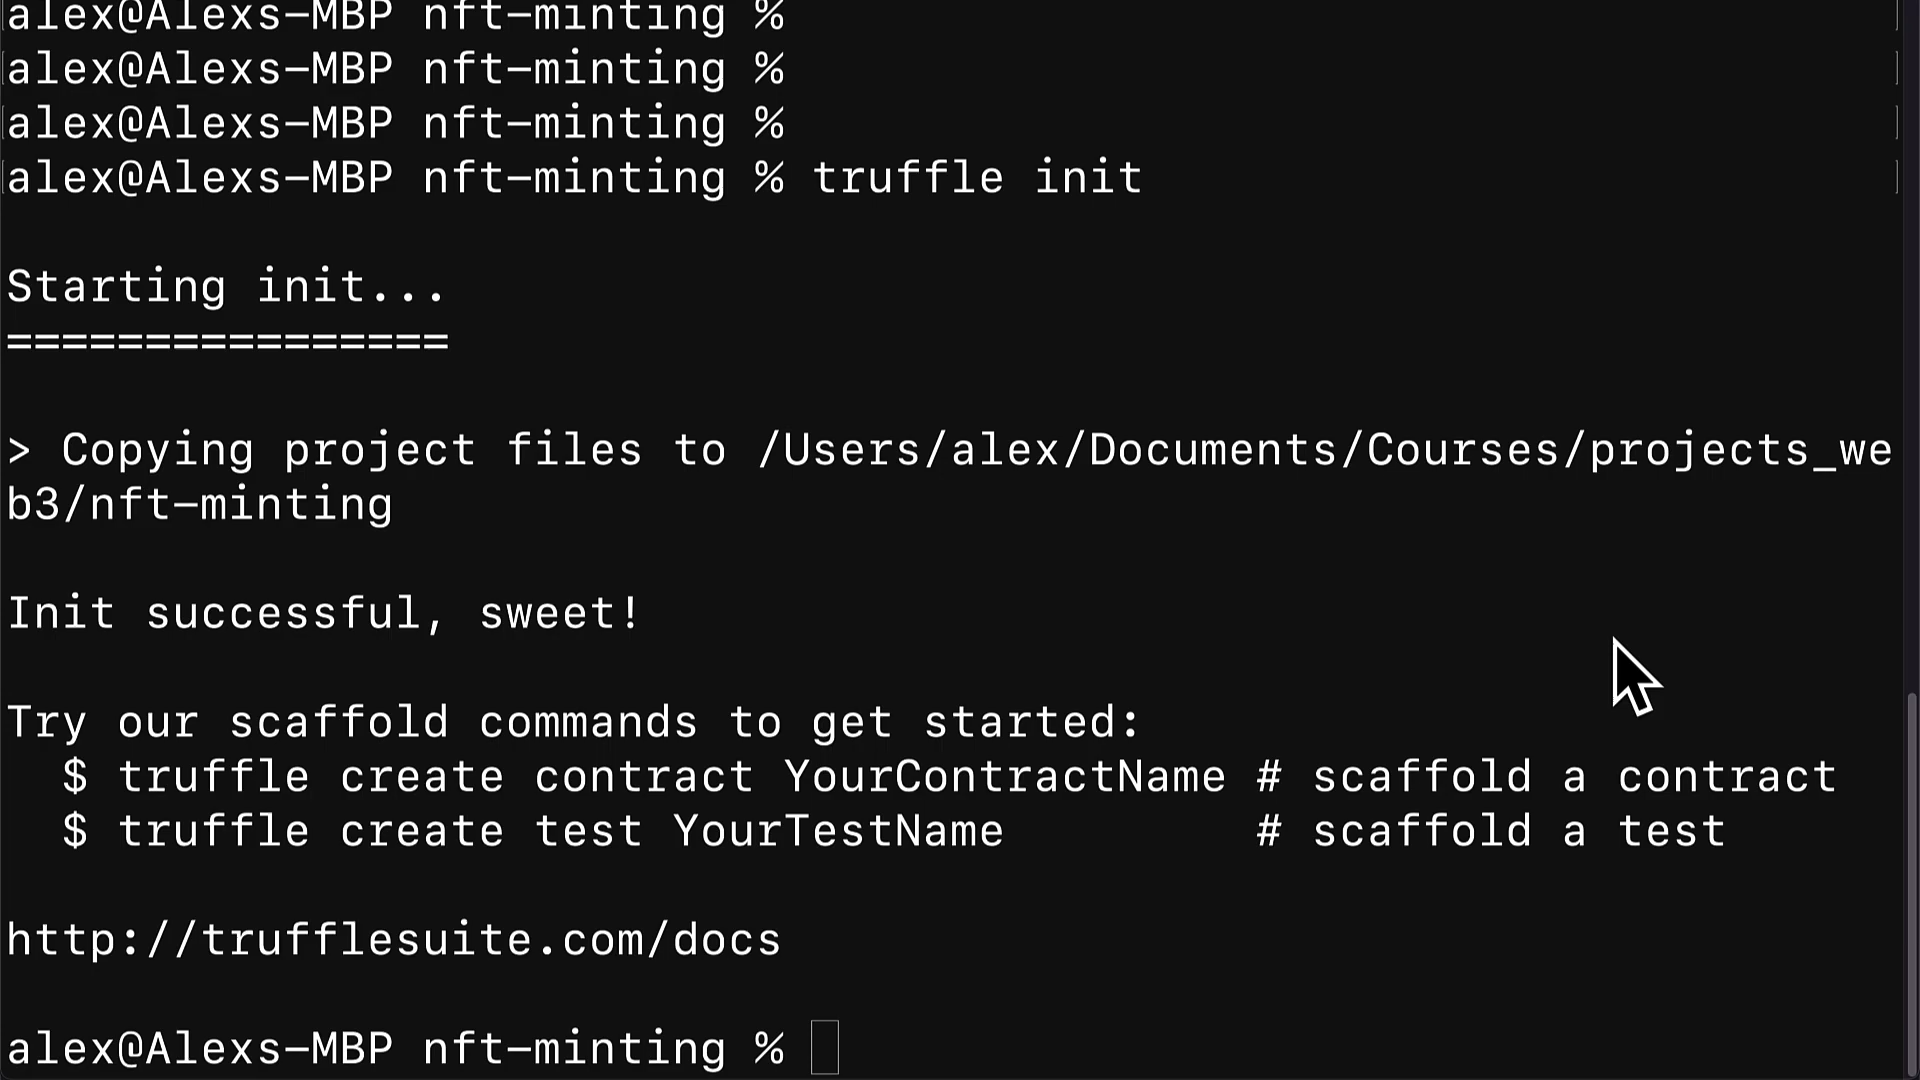 alex@Alexs-MBP nft-minting %
alex@Alexs-MBP nft-minting %
alex@Alexs-MBP nft-minting %
alex@Alexs-MBP nft-minting % truffle init
Starting init...
================
> Copying project files to /Users/alex/Documents/Courses/projects_we
b3/nft-minting
Init successful, sweet!
Try our scaffold commands to get started:
  $ truffle create contract YourContractName # scaffold a contract
  $ truffle create test YourTestName         # scaffold a test
http://trufflesuite.com/docs
alex@Alexs-MBP nft-minting %